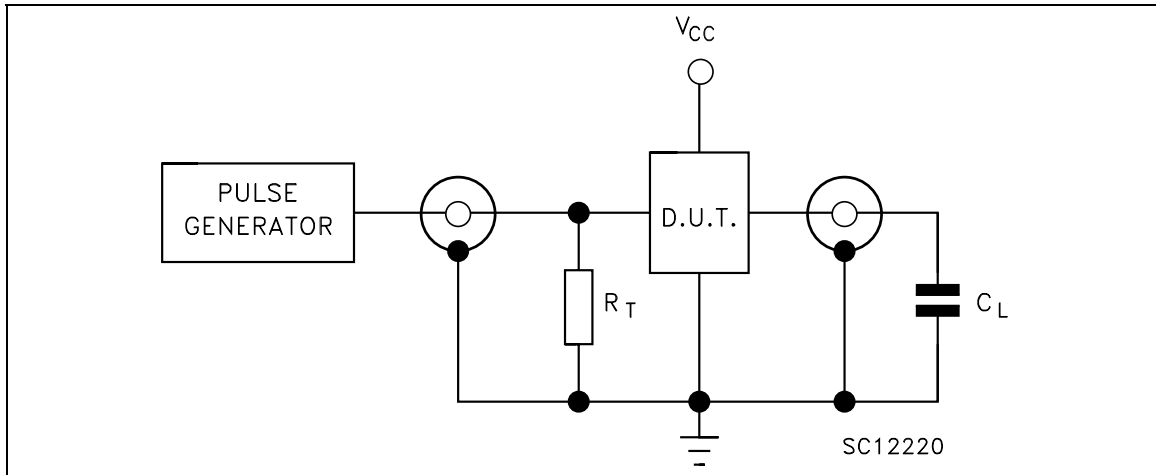 VCC
PULSE
GENERATOR
D.U.T.
RT
CL
SC12220